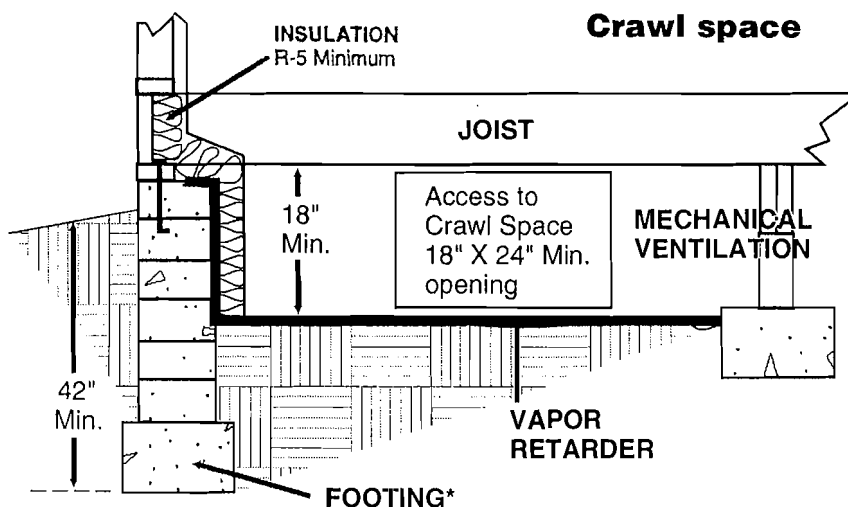 Crawl space
INSULATION
R-5 Minimum
JOIST
18"
Min.
Access to
Crawl Space
18" X 24" Min.
opening
MECHANICAL
VENTILATION
42"
Min.
VAPOR
RETARDER
FOOTING*